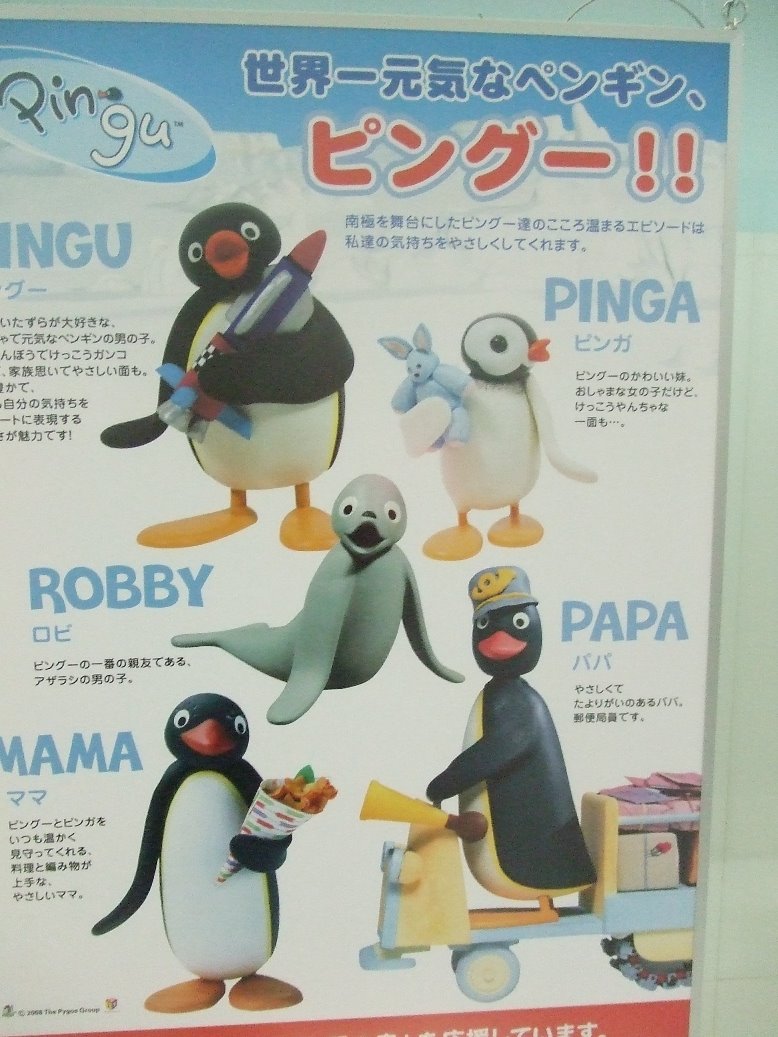 Pingu™
世界一元気なペンギン、
ピングー!!
南極を舞台にしたピングー達のこころ温まるエピソードは
私達の気持ちをやさしくしてくれます。
INGU
グー
いたずらが大好きな、
ゃで元気なペンギンの男の子。
んぼうでけっこうガンコ
、家族思いでやさしい面も。
豊かで、
自分の気持ちを
ートに表現する
さが魅力です!
PINGA
ピンガ
ピングーのかわいい妹。
おしゃまな女の子だけど、
けっこうやんちゃな
一面も…。
ROBBY
ロビ
ピングーの一番の親友である、
アザラシの男の子。
PAPA
パパ
やさしくて
たよりがいのあるパパ。
郵便局員です。
MAMA
ママ
ピングーとピンガを
いつも温かく
見守ってくれる、
料理と編み物が
上手な、
やさしいママ。
© 2008 The Pygos Group
を応援しています。